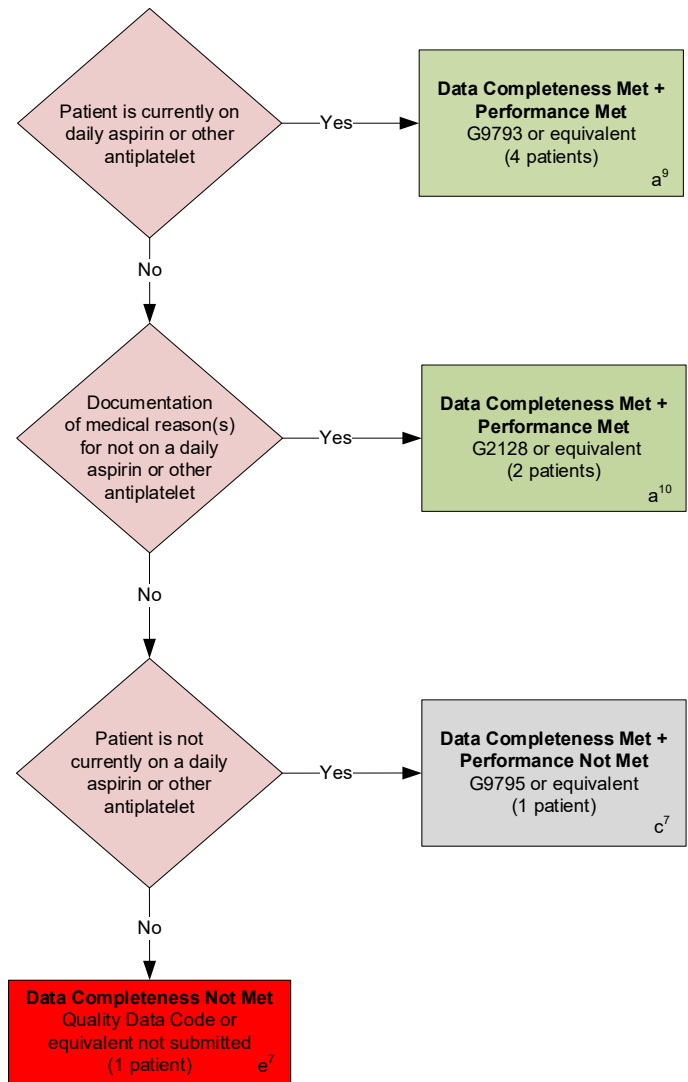 Patient is currently on
daily aspirin or other
antiplatelet
Yes
Data Completeness Met +
Performance Met
G9793 or equivalent
(4 patients)
a⁹
No
Documentation
of medical reason(s)
for not on a daily
aspirin or other
antiplatelet
Yes
Data Completeness Met +
Performance Met
G2128 or equivalent
(2 patients)
a¹⁰
No
Patient is not
currently on a daily
aspirin or other
antiplatelet
Yes
Data Completeness Met +
Performance Not Met
G9795 or equivalent
(1 patient)
c⁷
No
Data Completeness Not Met
Quality Data Code or
equivalent not submitted
(1 patient)
e⁷